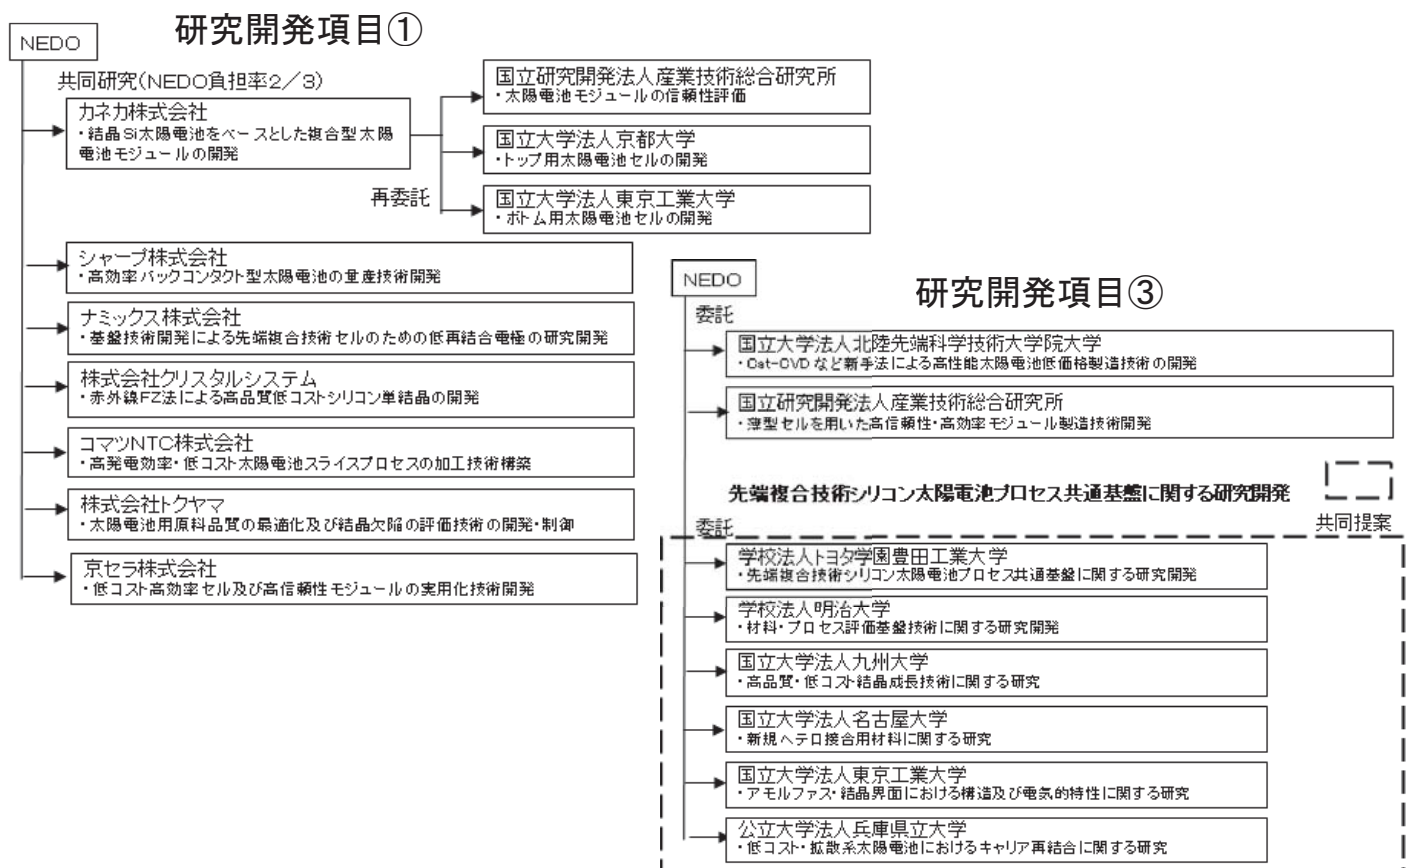 研究開発項目①
NEDO
共同研究(NEDO負担率2/3)
カネカ株式会社
・結晶Si太陽電池をベースとした複合型太陽
電池モジュールの開発
再委託
国立研究開発法人産業技術総合研究所
・太陽電池モジュールの信頼性評価
国立大学法人京都大学
・トップ用太陽電池セルの開発
国立大学法人東京工業大学
・ボトム用太陽電池セルの開発
シャープ株式会社
・高効率バックコンタクト型太陽電池の量産技術開発
ナミックス株式会社
・基盤技術開発による先端複合技術セルのための低再結合電極の研究開発
株式会社クリスタルシステム
・赤外線FZ法による高品質低コストシリコン単結晶の開発
コマツNTC株式会社
・高発電効率・低コスト太陽電池スライスプロセスの加工技術構築
株式会社トクヤマ
・太陽電池用原料品質の最適化及び結晶欠陥の評価技術の開発・制御
京セラ株式会社
・低コスト高効率セル及び高信頼性モジュールの実用化技術開発
研究開発項目③
NEDO
委託
国立大学法人北陸先端科学技術大学院大学
・Cat-CVDなど新手法による高性能太陽電池低価格製造技術の開発
国立研究開発法人産業技術総合研究所
・薄型セルを用いた高信頼性・高効率モジュール製造技術開発
先端複合技術シリコン太陽電池プロセス共通基盤に関する研究開発
共同提案
委託
学校法人トヨタ学園豊田工業大学
・先端複合技術シリコン太陽電池プロセス共通基盤に関する研究開発
学校法人明治大学
・材料・プロセス評価基盤技術に関する研究開発
国立大学法人九州大学
・高品質・低コスト結晶成長技術に関する研究
国立大学法人名古屋大学
・新規ヘテロ接合用材料に関する研究
国立大学法人東京工業大学
・アモルファス・結晶界面における構造及び電気的特性に関する研究
公立大学法人兵庫県立大学
・低コスト・拡散系太陽電池におけるキャリア再結合に関する研究